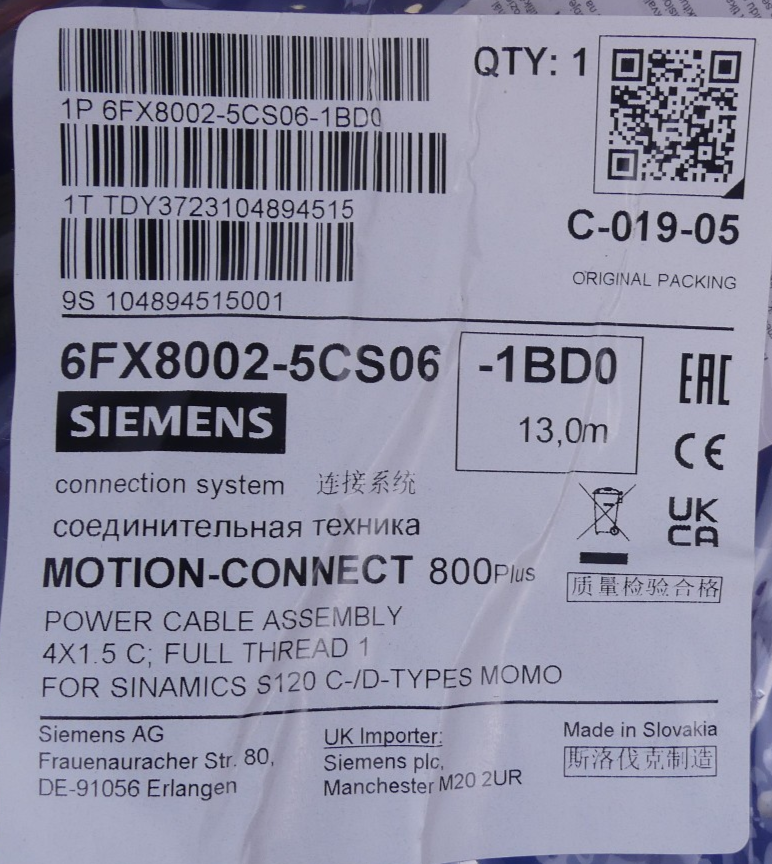 QTY: 1
1P 6FX8002-5CS06-1BD0
1T TDY3723104894515
C-019-05
ORIGINAL PACKING
9S 104894515001
6FX8002-5CS06 -1BD0
SIEMENS
13,0m
EAC
CE
connection system 连接系统
UK
CA
соединительная техника
MOTION-CONNECT 800Plus
质量检验合格
POWER CABLE ASSEMBLY
4X1.5 C; FULL THREAD 1
FOR SINAMICS S120 C-/D-TYPES MOMO
Siemens AG
Frauenauracher Str. 80,
DE-91056 Erlangen
UK Importer:
Siemens plc,
Manchester M20 2UR
Made in Slovakia
斯洛伐克制造